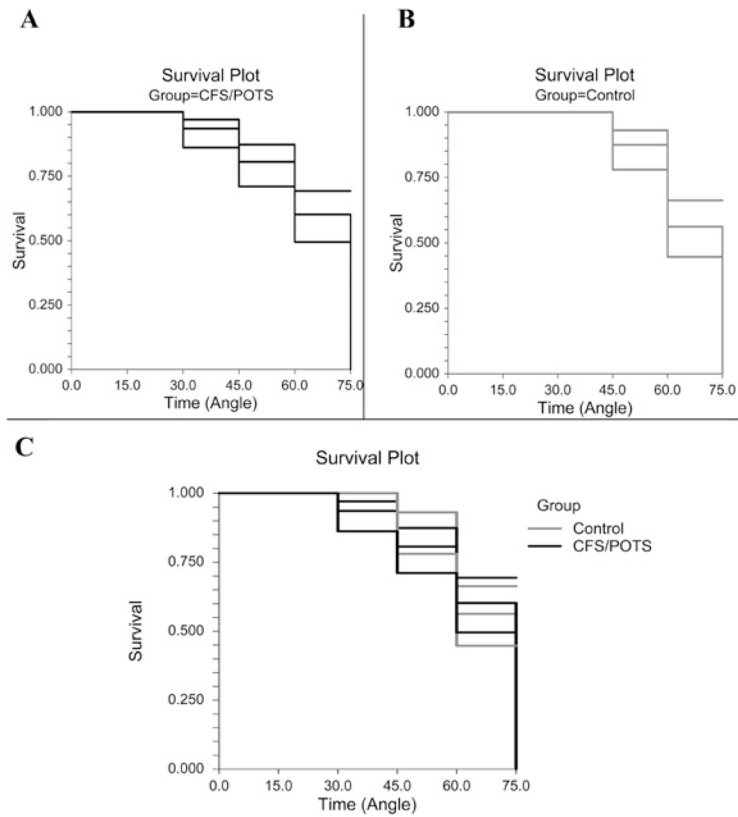 A
Survival Plot
Group=CFS/POTS
1.000
0.750
0.500
0.250
0.000
Survival
0.0 15.0 30.0 45.0 60.0 75.0
Time (Angle)
B
Survival Plot
Group=Control
1.000
0.750
0.500
0.250
0.000
Survival
0.0 15.0 30.0 45.0 60.0 75.0
Time (Angle)
C
Survival Plot
1.000
0.750
0.500
0.250
0.000
Survival
0.0 15.0 30.0 45.0 60.0 75.0
Time (Angle)
Group
Control
CFS/POTS